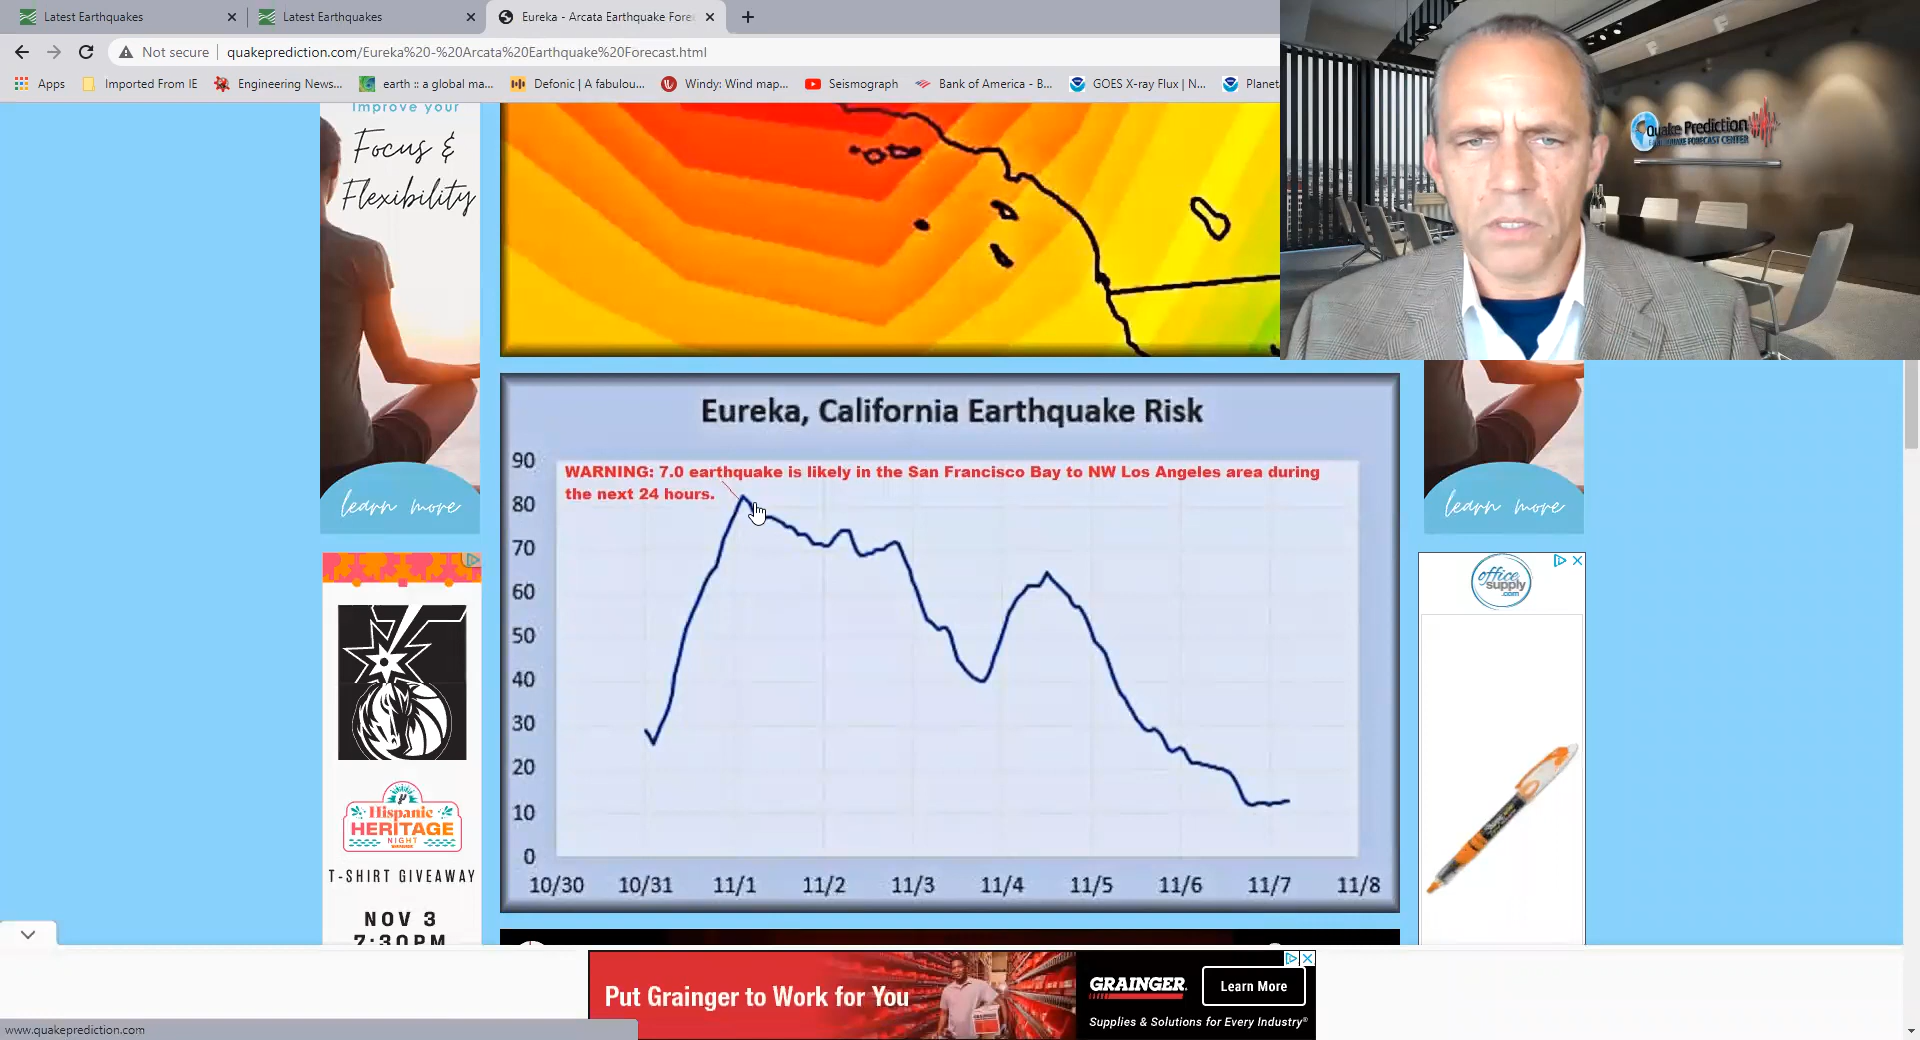 Latest Earthquakes
Latest Earthquakes
Eureka - Arcata Earthquake Fore
Not secure
quakeprediction.com/Eureka%20-%20Arcata%20Earthquake%20Forecast.html
Apps
Imported From IE
Engineering News...
earth :: a global ma...
Defonic | A fabulou...
Windy: Wind map...
Seismograph
Bank of America - B...
GOES X-ray Flux | N...
Planet
Quake Prediction
EARTHQUAKE FORECAST CENTER
Improve your
Focus &
Flexibility
learn more
learn more
Eureka, California Earthquake Risk
WARNING: 7.0 earthquake is likely in the San Francisco Bay to NW Los Angeles area during
the next 24 hours.
90
80
70
60
50
40
30
20
10
0
10/30 10/31 11/1 11/2 11/3 11/4 11/5 11/6 11/7 11/8
Hispanic
HERITAGE
NIGHT
T-SHIRT GIVEAWAY
NOV 3
7:30PM
office
supply
.com
Put Grainger to Work for You
GRAINGER.
Learn More
Supplies & Solutions for Every Industry®
www.quakeprediction.com